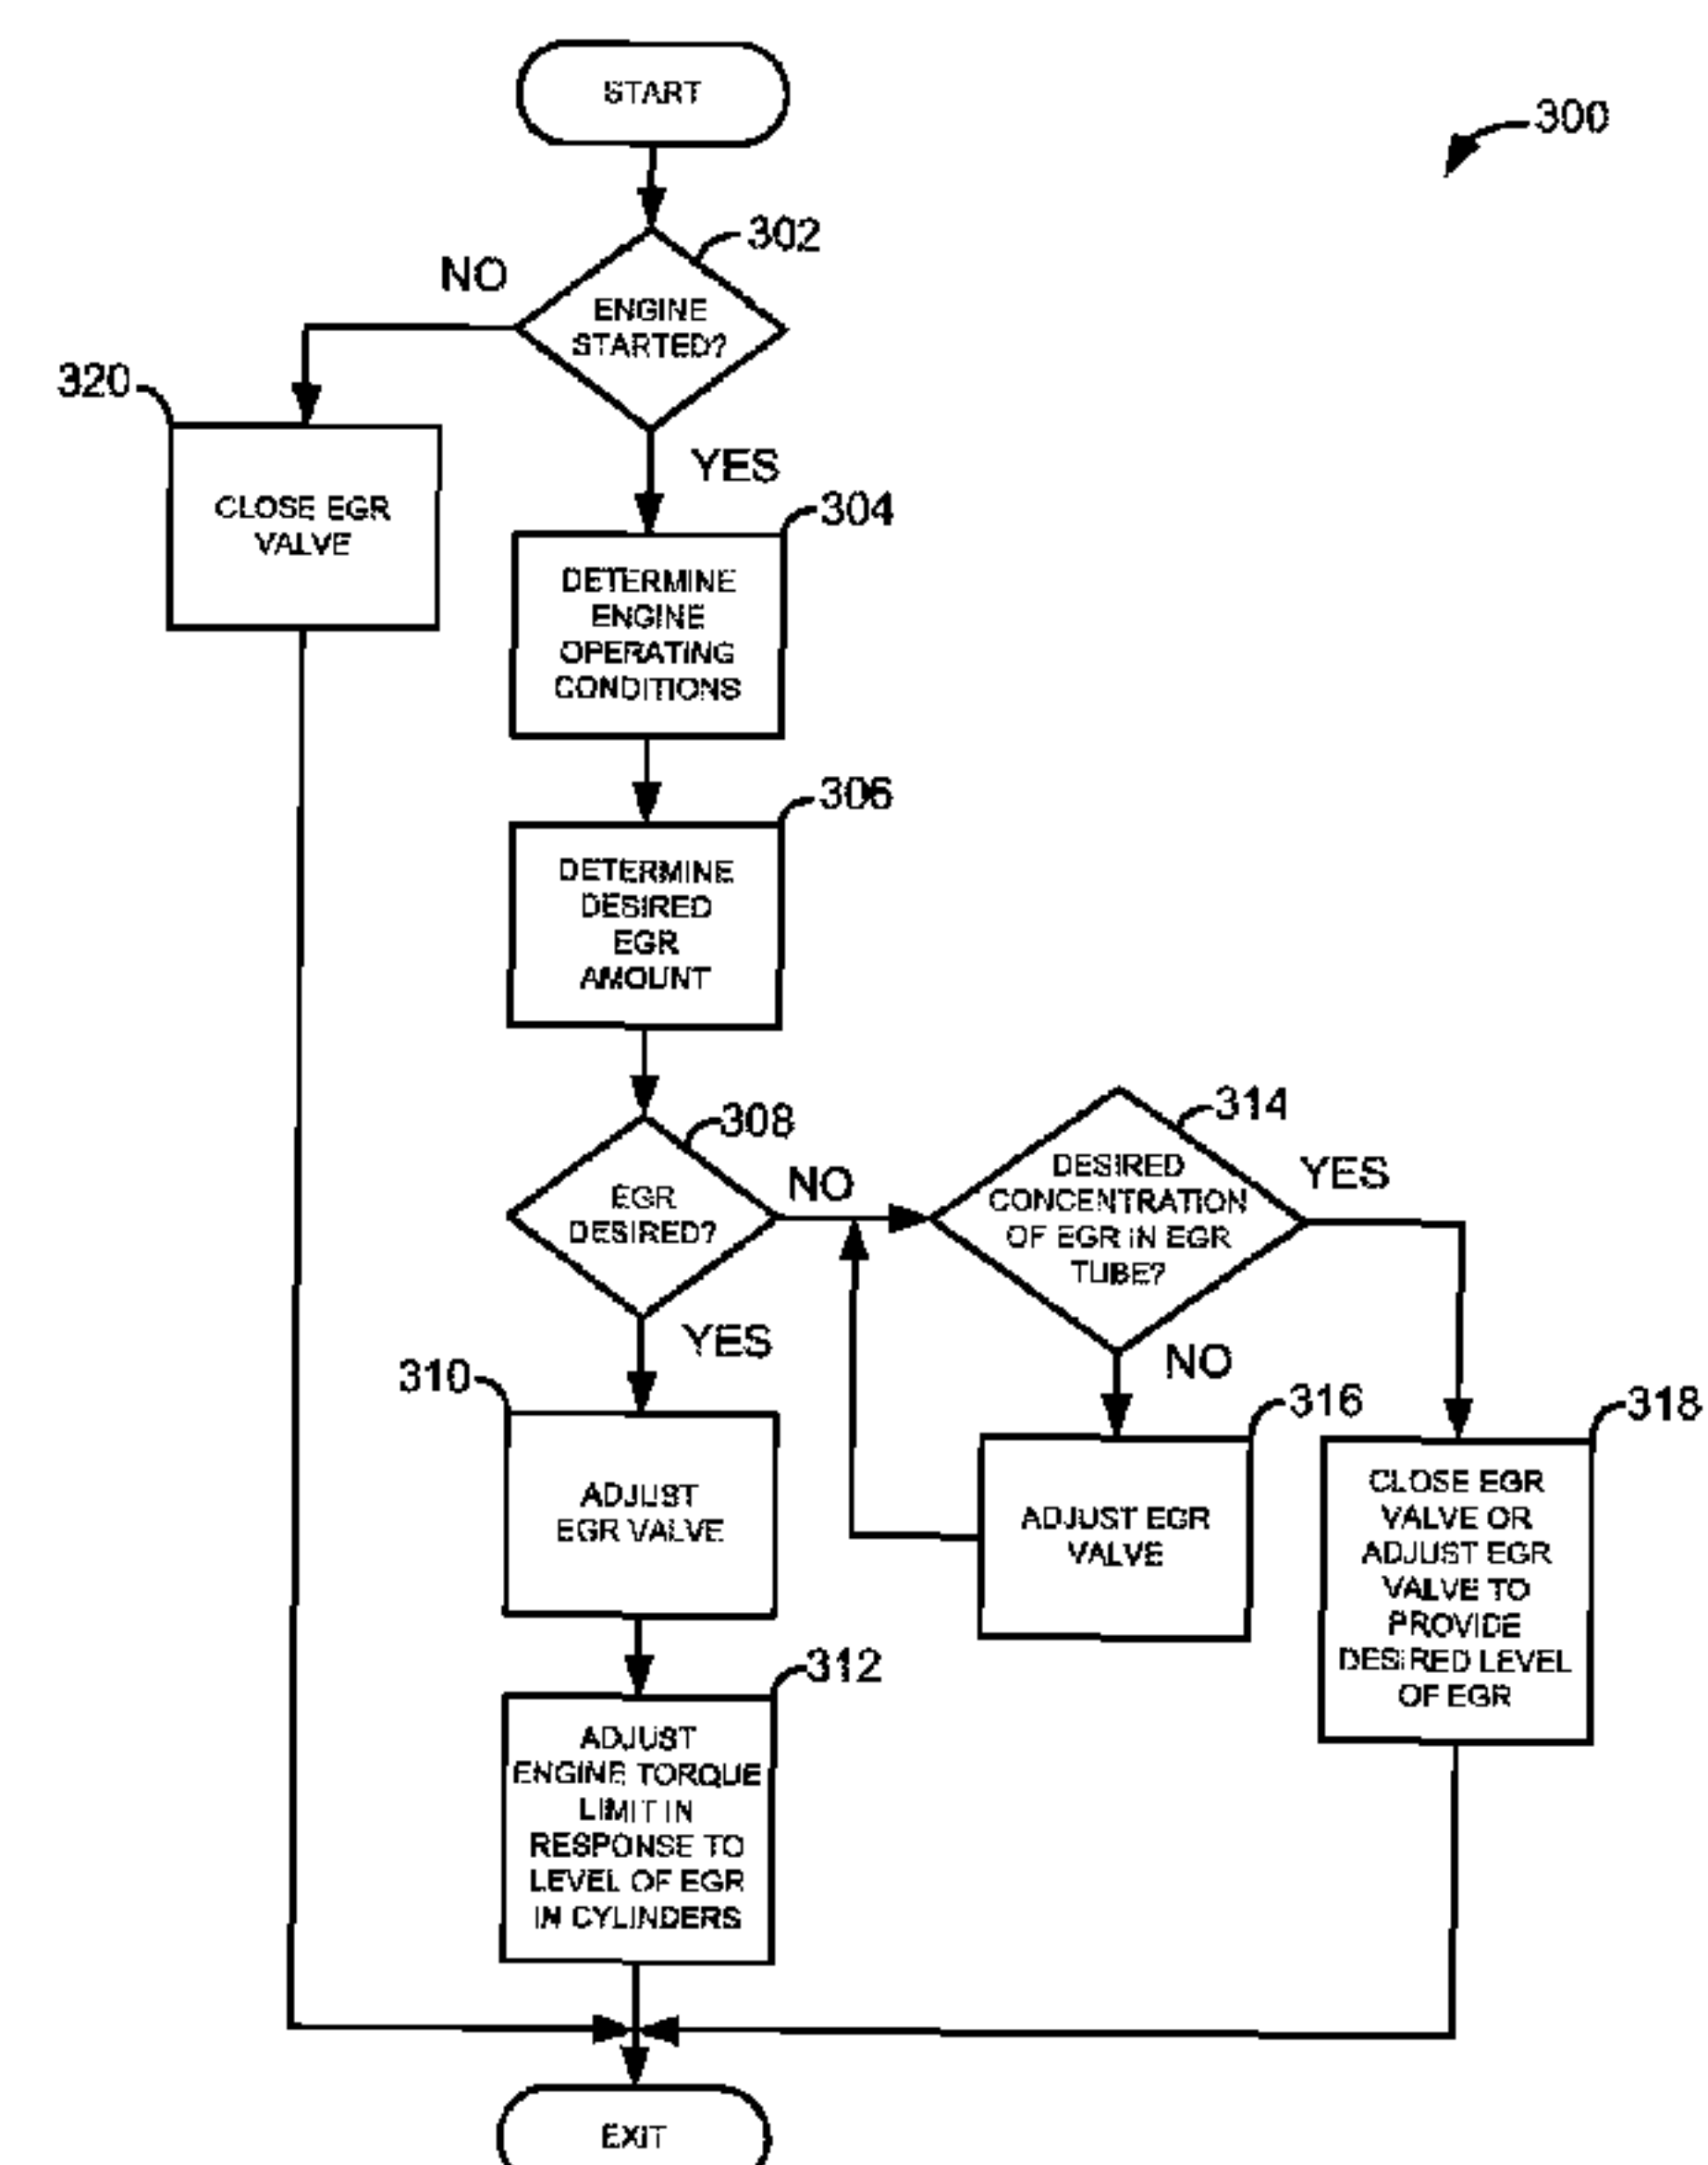 START
300
302
NO
ENGINE
STARTED?
320
YES
CLOSE EGR
VALVE
304
DETERMINE
ENGINE
OPERATING
CONDITIONS
306
DETERMINE
DESIRED
EGR
AMOUNT
308
314
NO
EGR
DESIRED?
DESIRED
CONCENTRATION
OF EGR IN EGR
TUBE?
YES
YES
NO
310
316
318
ADJUST
EGR VALVE
ADJUST EGR
VALVE
CLOSE EGR
VALVE OR
ADJUST EGR
VALVE TO
PROVIDE
DESIRED LEVEL
OF EGR
312
ADJUST
ENGINE TORQUE
LIMIT IN
RESPONSE TO
LEVEL OF EGR
IN CYLINDERS
EXIT